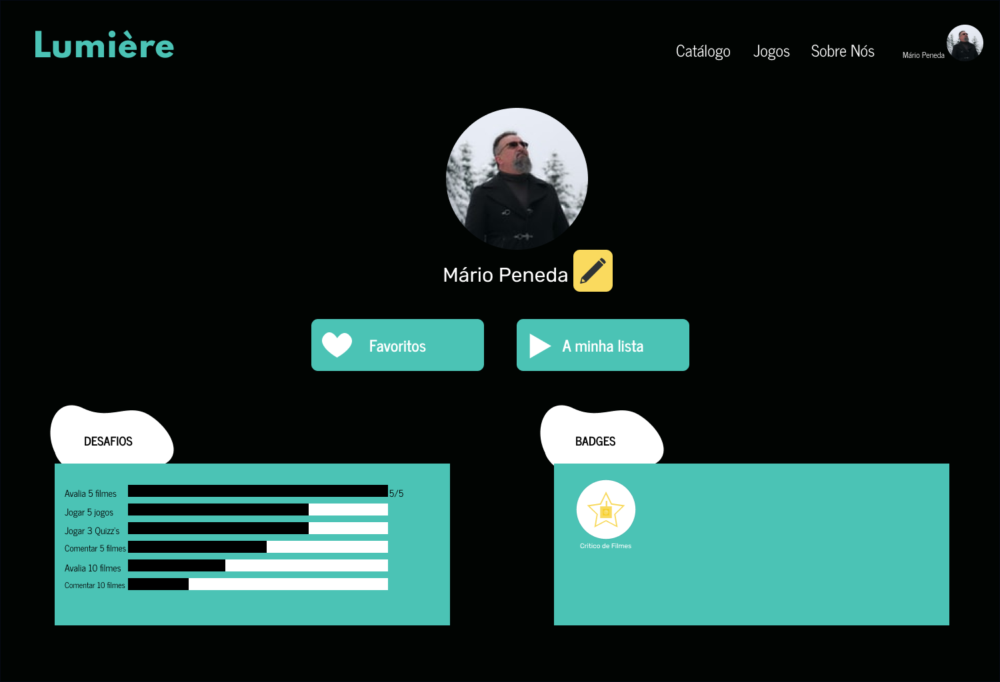 Lumière
Catálogo
Jogos
Sobre Nós
Mário Peneda
Mário Peneda
Favoritos
A minha lista
DESAFIOS
Avalia 5 filmes
5/5
Jogar 5 jogos
Jogar 3 Quizz's
Comentar 5 filmes
Avalia 10 filmes
Comentar 10 filmes
BADGES
Crítico de Filmes